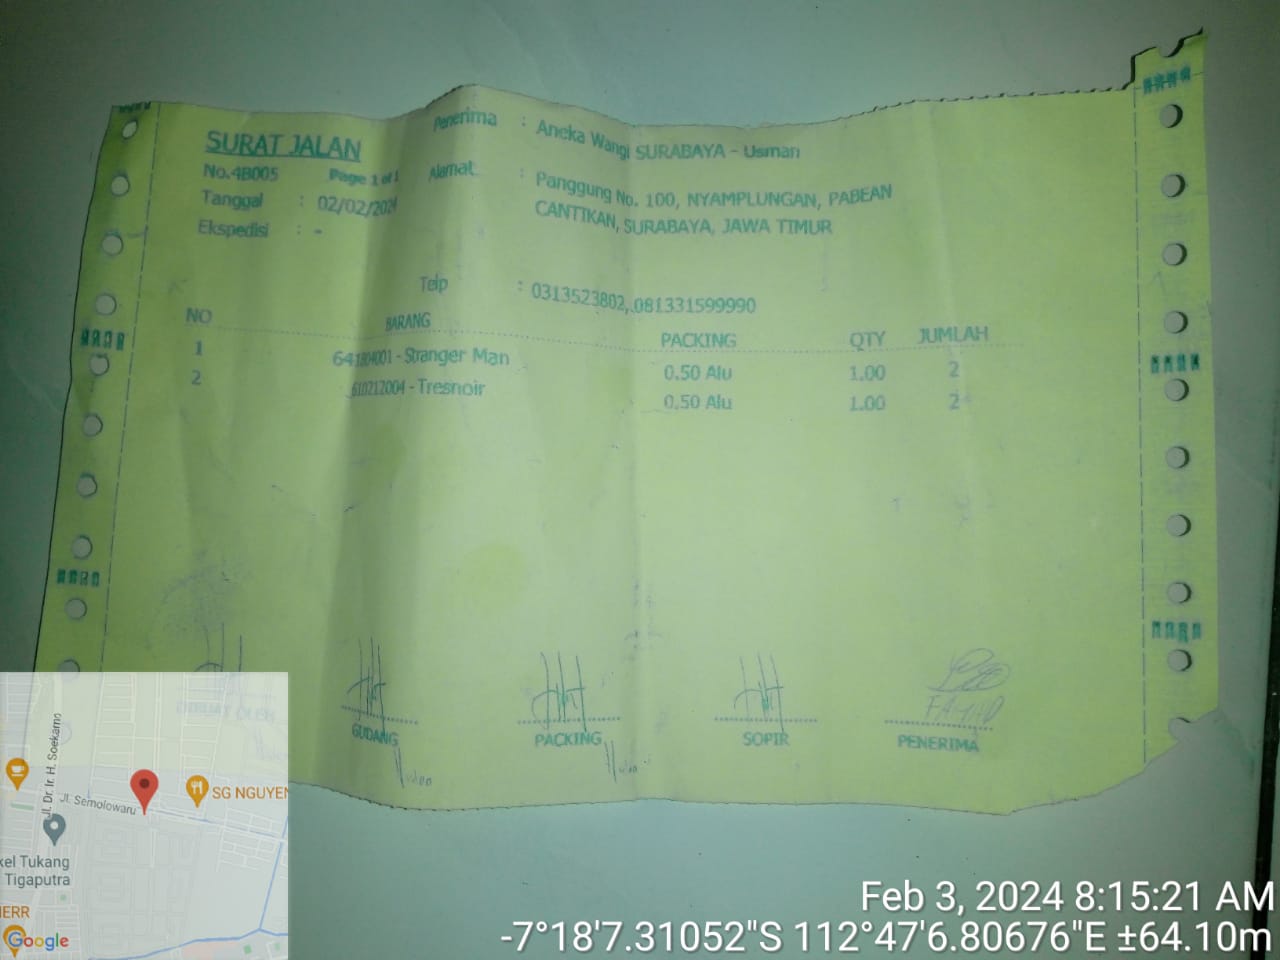 SURAT JALAN
No.4B005 Page 1 of 1
Tanggal : 02/02/2024
Ekspedisi : -
Penerima : Aneka Wangi SURABAYA - Usman
Alamat : Panggung No. 100, NYAMPLUNGAN, PABEAN
CANTIKAN, SURABAYA, JAWA TIMUR
Telp : 0313523802, 081331599990
NO BARANG PACKING QTY JUMLAH
1 641804001 - Stranger Man 0.50 Alu 1.00 2
2 610212004 - Tresnoir 0.50 Alu 1.00 2
DIBUAT OLEH
GUDANG
PACKING
SOPIR
PENERIMA
Jl. Dr. Ir. H. Soekarno
Jl. Semolowaru
SG NGUYEN
kel Tukang
Tigaputra
MERR
Google
Feb 3, 2024 8:15:21 AM
-7°18'7.31052"S 112°47'6.80676"E ±64.10m